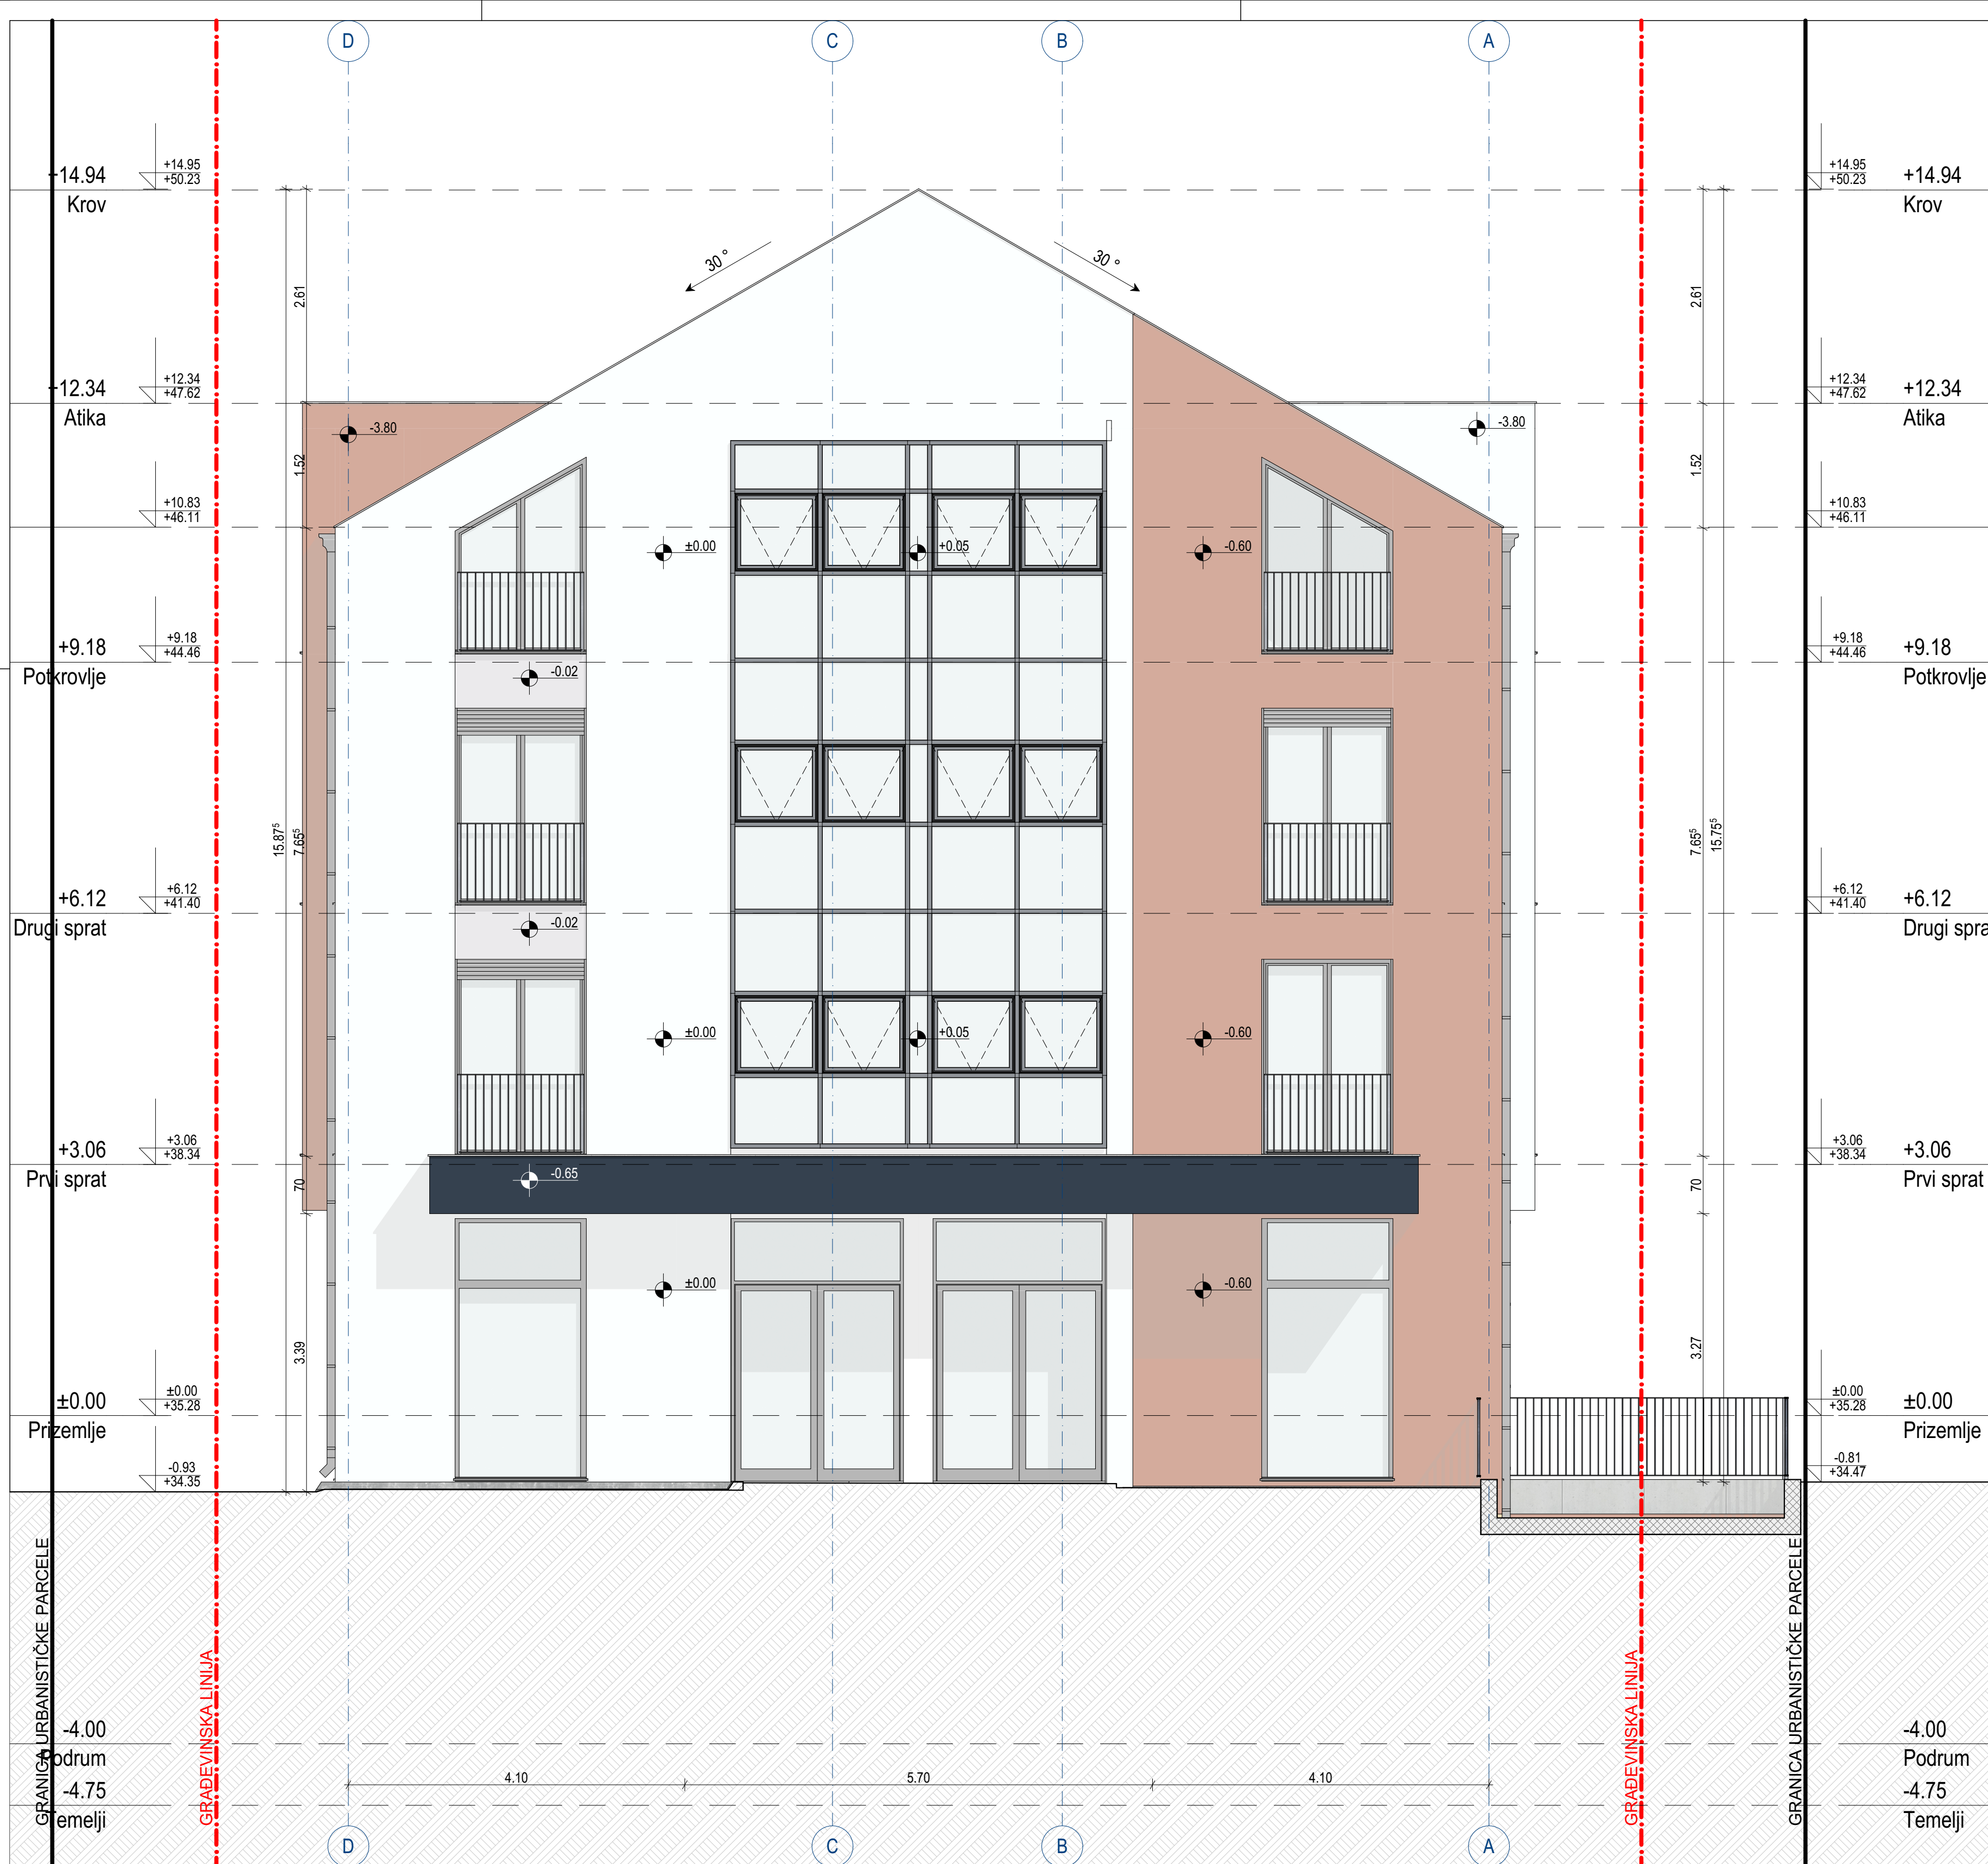 D
C
B
A
+14.94
Krov
+14.95
+50.23
+14.95
+50.23
+14.94
Krov
30 °
30 °
2.61
2.61
+12.34
Atika
+12.34
+47.62
+12.34
+47.62
+12.34
Atika
-3.80
-3.80
1.52
1.52
+10.83
+46.11
+10.83
+46.11
±0.00
+0.05
-0.60
+9.18
Potkrovlje
+9.18
+44.46
+9.18
+44.46
+9.18
Potkrovlje
-0.02
15.87⁵
7.65⁵
7.65⁵
15.75⁵
+6.12
Drugi sprat
+6.12
+41.40
+6.12
+41.40
+6.12
Drugi spra
-0.02
±0.00
+0.05
-0.60
+3.06
Prvi sprat
+3.06
+38.34
+3.06
+38.34
+3.06
Prvi sprat
-0.65
70
70
±0.00
-0.60
3.39
3.27
±0.00
Prizemlje
±0.00
+35.28
±0.00
+35.28
±0.00
Prizemlje
-0.93
+34.35
-0.81
+34.47
GRANICA URBANISTIČKE PARCELE
GRAĐEVINSKA LINIJA
GRAĐEVINSKA LINIJA
GRANICA URBANISTIČKE PARCELE
-4.00
Podrum
-4.00
Podrum
4.10
5.70
4.10
-4.75
Temelji
-4.75
Temelji
D
C
B
A